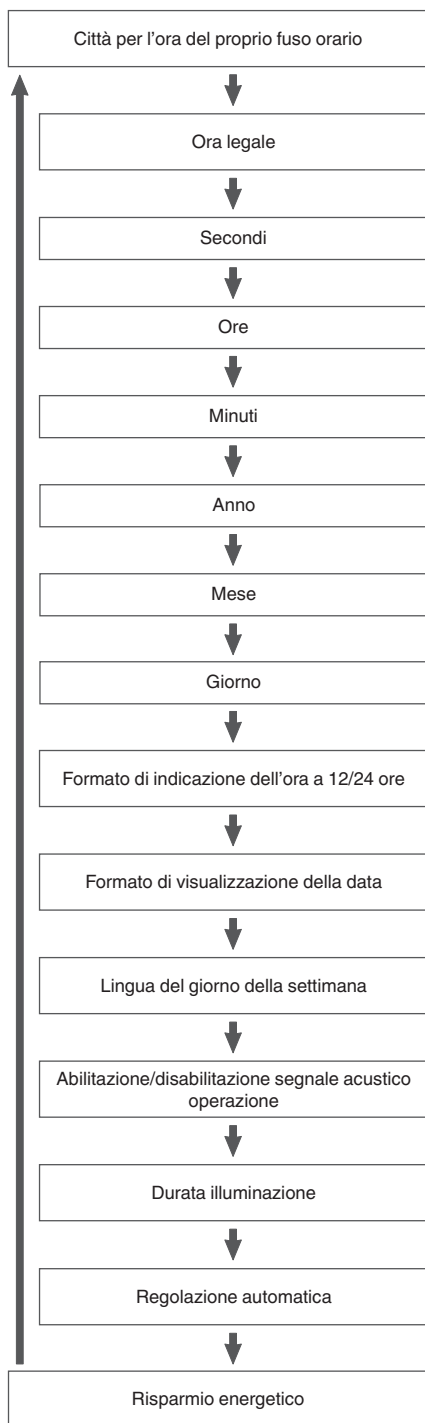 Città per l'ora del proprio fuso orario
Ora legale
Secondi
Ore
Minuti
Anno
Mese
Giorno
Formato di indicazione dell'ora a 12/24 ore
Formato di visualizzazione della data
Lingua del giorno della settimana
Abilitazione/disabilitazione segnale acustico
operazione
Durata illuminazione
Regolazione automatica
Risparmio energetico